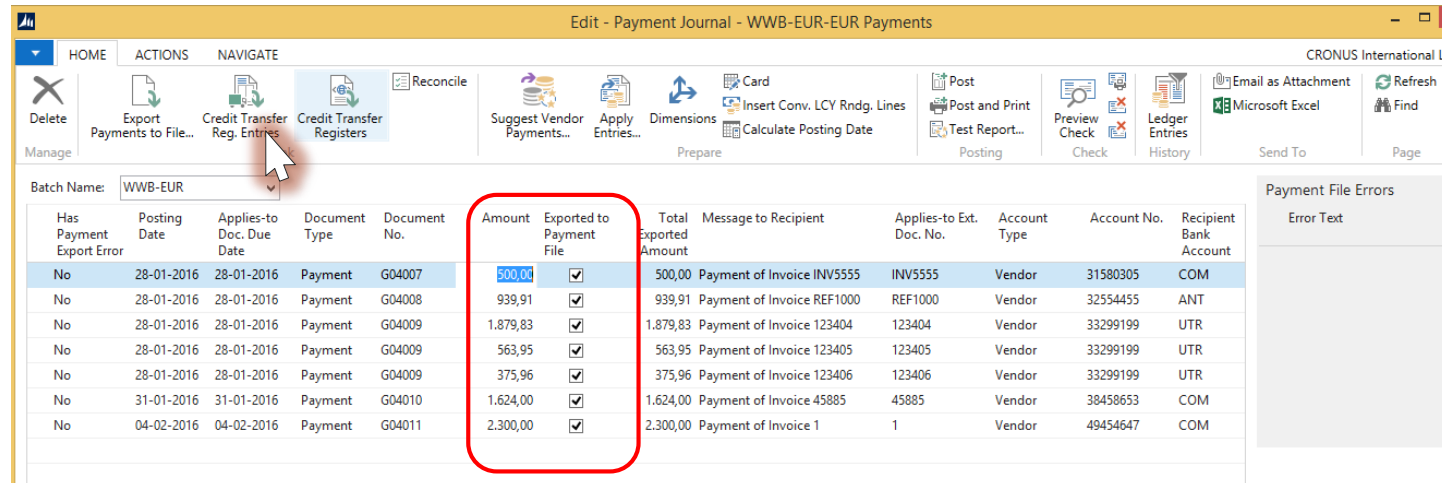 Edit - Payment Journal - WWB-EUR-EUR Payments
HOME ACTIONS NAVIGATE CRONUS International L
Delete
Export
Payments to File...
Credit Transfer
Reg. Entries
Credit Transfer
Registers
Reconcile
Suggest Vendor
Payments...
Apply
Entries...
Dimensions
Card
Insert Conv. LCY Rndg. Lines
Calculate Posting Date
Post
Post and Print
Test Report...
Preview
Check
Ledger
Entries
Email as Attachment
Microsoft Excel
Refresh
Find
Manage Prepare Posting Check History Send To Page
Batch Name: WWB-EUR
Has Payment Export Error
Posting Date
Applies-to Doc. Due Date
Document Type
Document No.
Amount
Exported to Payment File
Total Exported Amount
Message to Recipient
Applies-to Ext. Doc. No.
Account Type
Account No.
Recipient Bank Account
No 28-01-2016 28-01-2016 Payment G04007 500,00 500,00 Payment of Invoice INV5555 INV5555 Vendor 31580305 COM
No 28-01-2016 28-01-2016 Payment G04008 939,91 939,91 Payment of Invoice REF1000 REF1000 Vendor 32554455 ANT
No 28-01-2016 28-01-2016 Payment G04009 1.879,83 1.879,83 Payment of Invoice 123404 123404 Vendor 33299199 UTR
No 28-01-2016 28-01-2016 Payment G04009 563,95 563,95 Payment of Invoice 123405 123405 Vendor 33299199 UTR
No 28-01-2016 28-01-2016 Payment G04009 375,96 375,96 Payment of Invoice 123406 123406 Vendor 33299199 UTR
No 31-01-2016 31-01-2016 Payment G04010 1.624,00 1.624,00 Payment of Invoice 45885 45885 Vendor 38458653 COM
No 04-02-2016 04-02-2016 Payment G04011 2.300,00 2.300,00 Payment of Invoice 1 1 Vendor 49454647 COM
Payment File Errors
Error Text